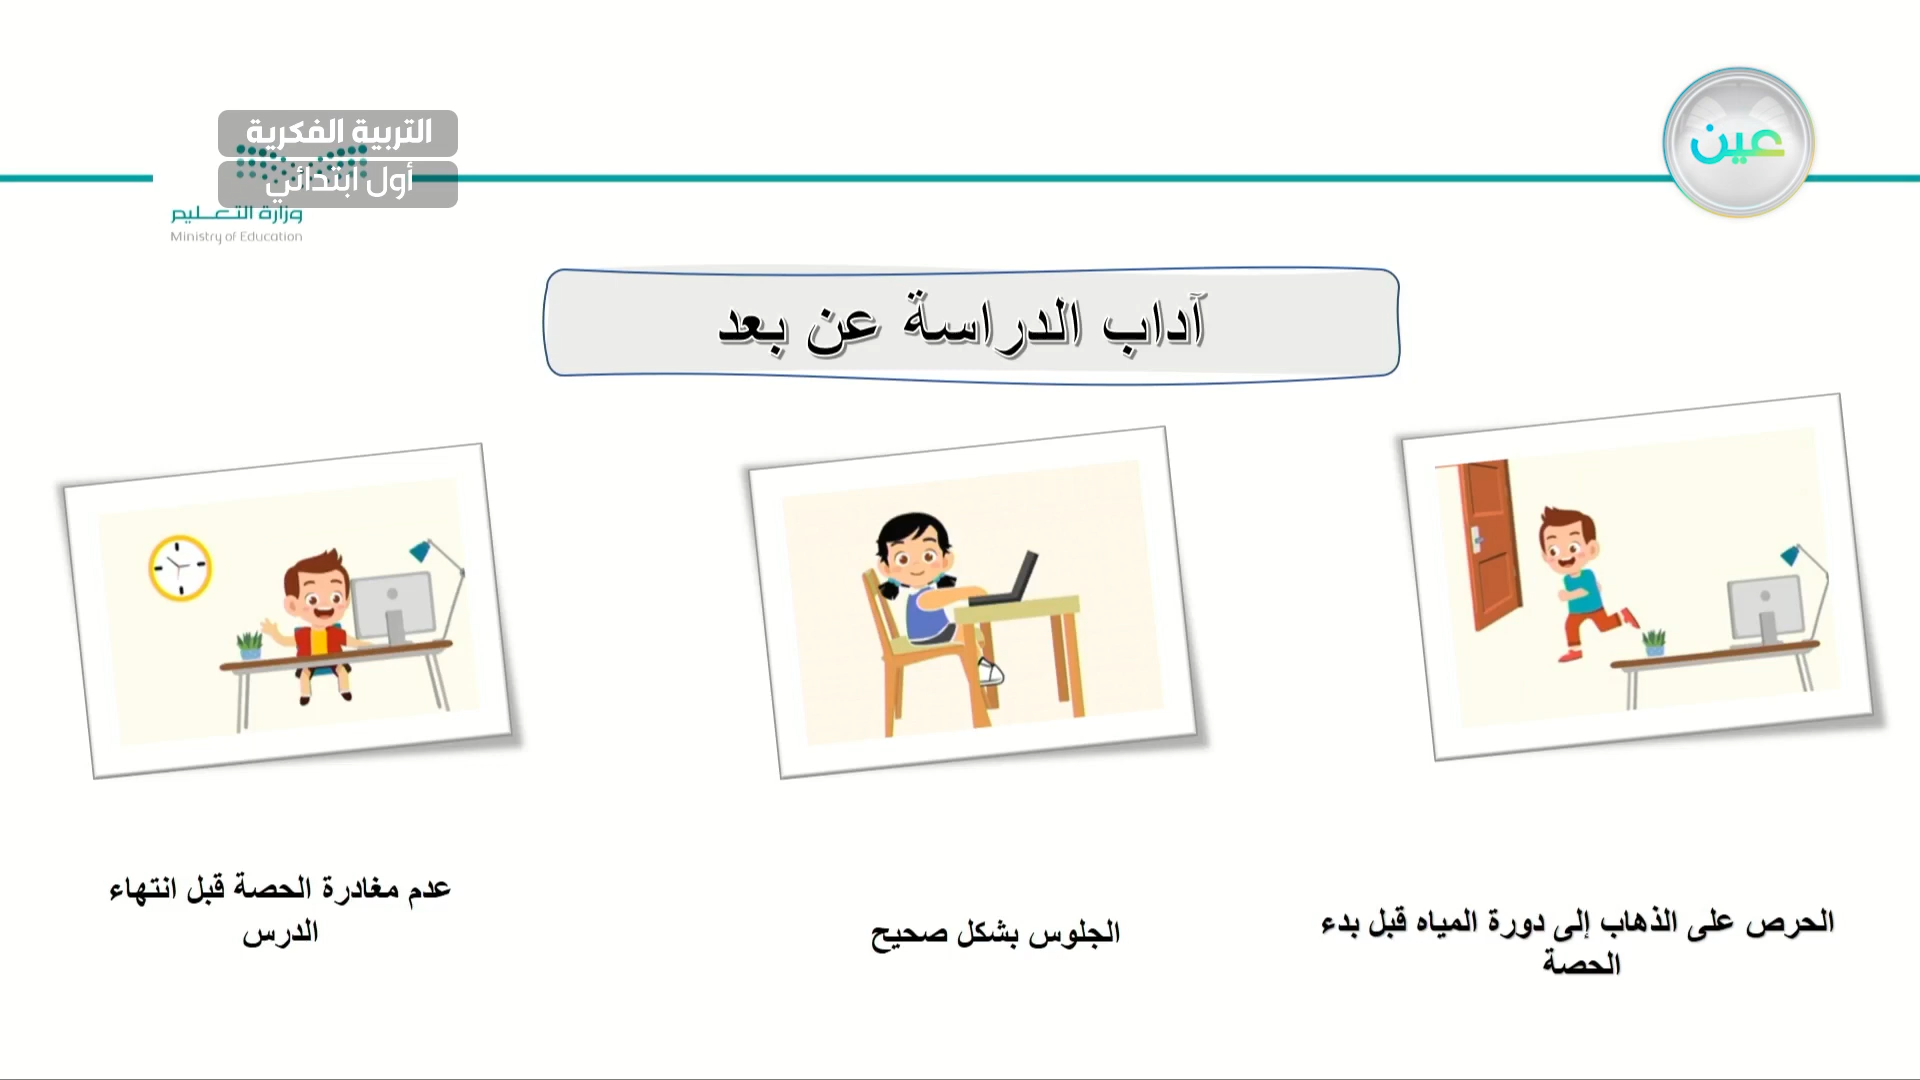 التربية الفكرية
أول ابتدائي
وزارة التعليم
Ministry of Education
عين
آداب الدراسة عن بعد
الحرص على الذهاب إلى دورة المياه قبل بدء
الحصة
الجلوس بشكل صحيح
عدم مغادرة الحصة قبل انتهاء
الدرس